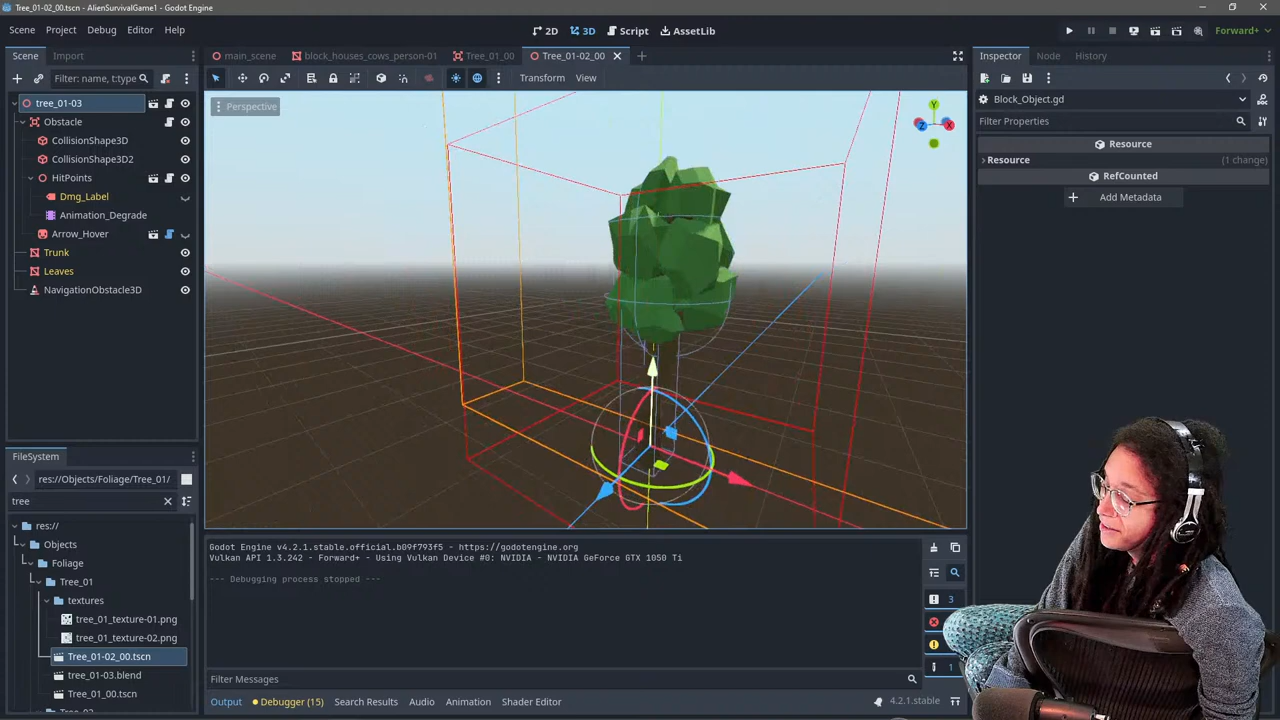 Tree_01-02_00.tscn - AlienSurvivalGame1 - Godot Engine
Scene Project Debug Editor Help
2D 3D Script AssetLib
Forward+
Scene Import
main_scene block_houses_cows_person-01 Tree_01_00 Tree_01-02_00
Inspector Node History
Filter: name, t:type
Transform View
Block_Object.gd
Perspective
Y
Z X
Filter Properties
Resource
Resource (1 change)
RefCounted
Add Metadata
tree_01-03
Obstacle
CollisionShape3D
CollisionShape3D2
HitPoints
Dmg_Label
Animation_Degrade
Arrow_Hover
Trunk
Leaves
NavigationObstacle3D
FileSystem
res://Objects/Foliage/Tree_01/
tree
res://
Objects
Foliage
Tree_01
textures
tree_01_texture-01.png
tree_01_texture-02.png
Tree_01-02_00.tscn
tree_01-03.blend
Tree_01_00.tscn
Godot Engine v4.2.1.stable.official.b09f793f5 - https://godotengine.org
Vulkan API 1.3.242 - Forward+ - Using Vulkan Device #0: NVIDIA - NVIDIA GeForce GTX 1050 Ti
--- Debugging process stopped ---
3
1
Filter Messages
Output Debugger (15) Search Results Audio Animation Shader Editor
4.2.1.stable